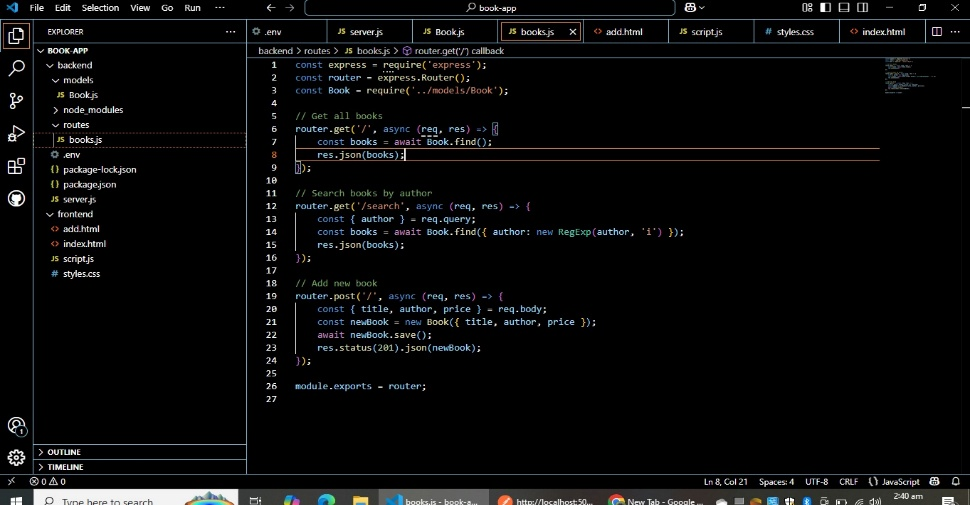 File Edit Selection View Go Run ··· book-app
EXPLORER ···
BOOK-APP
backend
models
JS Book.js
node_modules
routes
JS books.js
.env
{} package-lock.json
{} package.json
JS server.js
frontend
<> add.html
<> index.html
JS script.js
# styles.css
OUTLINE
TIMELINE
.env JS server.js JS Book.js JS books.js <> add.html JS script.js # styles.css <> index.html ···
backend > routes > JS books.js > router.get('/') callback
1 const express = require('express');
2 const router = express.Router();
3 const Book = require('../models/Book');
4
5 // Get all books
6 router.get('/', async (req, res) => {
7 const books = await Book.find();
8 res.json(books);
9 });
10
11 // Search books by author
12 router.get('/search', async (req, res) => {
13 const { author } = req.query;
14 const books = await Book.find({ author: new RegExp(author, 'i') });
15 res.json(books);
16 });
17
18 // Add new book
19 router.post('/', async (req, res) => {
20 const { title, author, price } = req.body;
21 const newBook = new Book({ title, author, price });
22 await newBook.save();
23 res.status(201).json(newBook);
24 });
25
26 module.exports = router;
27
1
0 0 Ln 8, Col 21 Spaces: 4 UTF-8 CRLF {} JavaScript
Type here to search books.js - book-a... http://localhost:50... New Tab - Google... 2:40 am